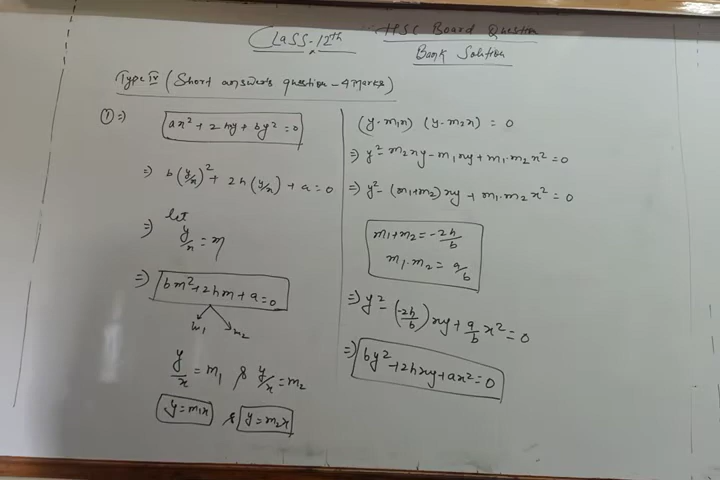 CLASS-12th
HSC Board Question
Bank Solution
Type IV (Short answers question - 4 Marks)
① ⇒) ax² + 2hxy + by² = 0
⇒) b(y/x)² + 2h(y/x) + a = 0
⇒) let
y/x = m
⇒) bm² + 2hm + a = 0
m₁ m₂
y/x = m₁ & y/x = m₂
y = m₁x & y = m₂x
(y - m₁x) (y - m₂x) = 0
⇒) y² - m₂xy - m₁xy + m₁.m₂x² = 0
⇒) y² - (m₁+m₂)xy + m₁.m₂x² = 0
m₁+m₂ = -2h/b
m₁.m₂ = a/b
⇒) y² - (-2h/b)xy + a/b x² = 0
⇒) by² + 2hxy + ax² = 0